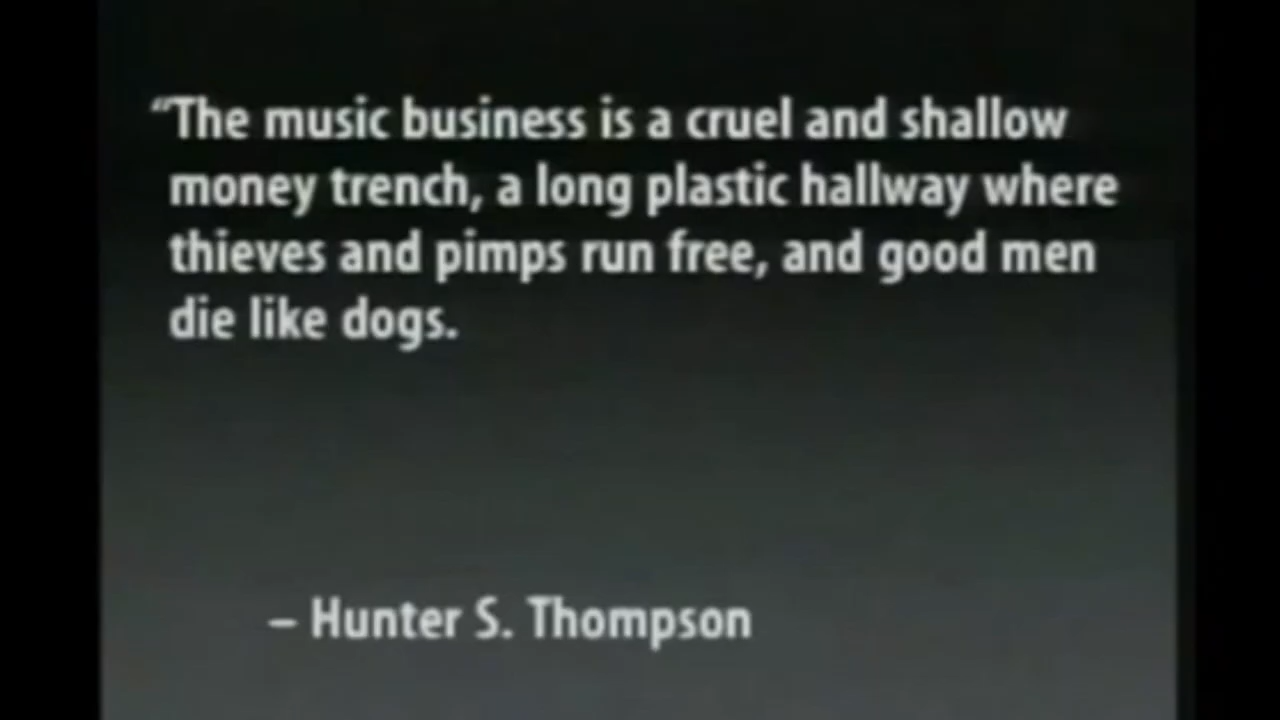 “The music business is a cruel and shallow
money trench, a long plastic hallway where
thieves and pimps run free, and good men
die like dogs.
– Hunter S. Thompson